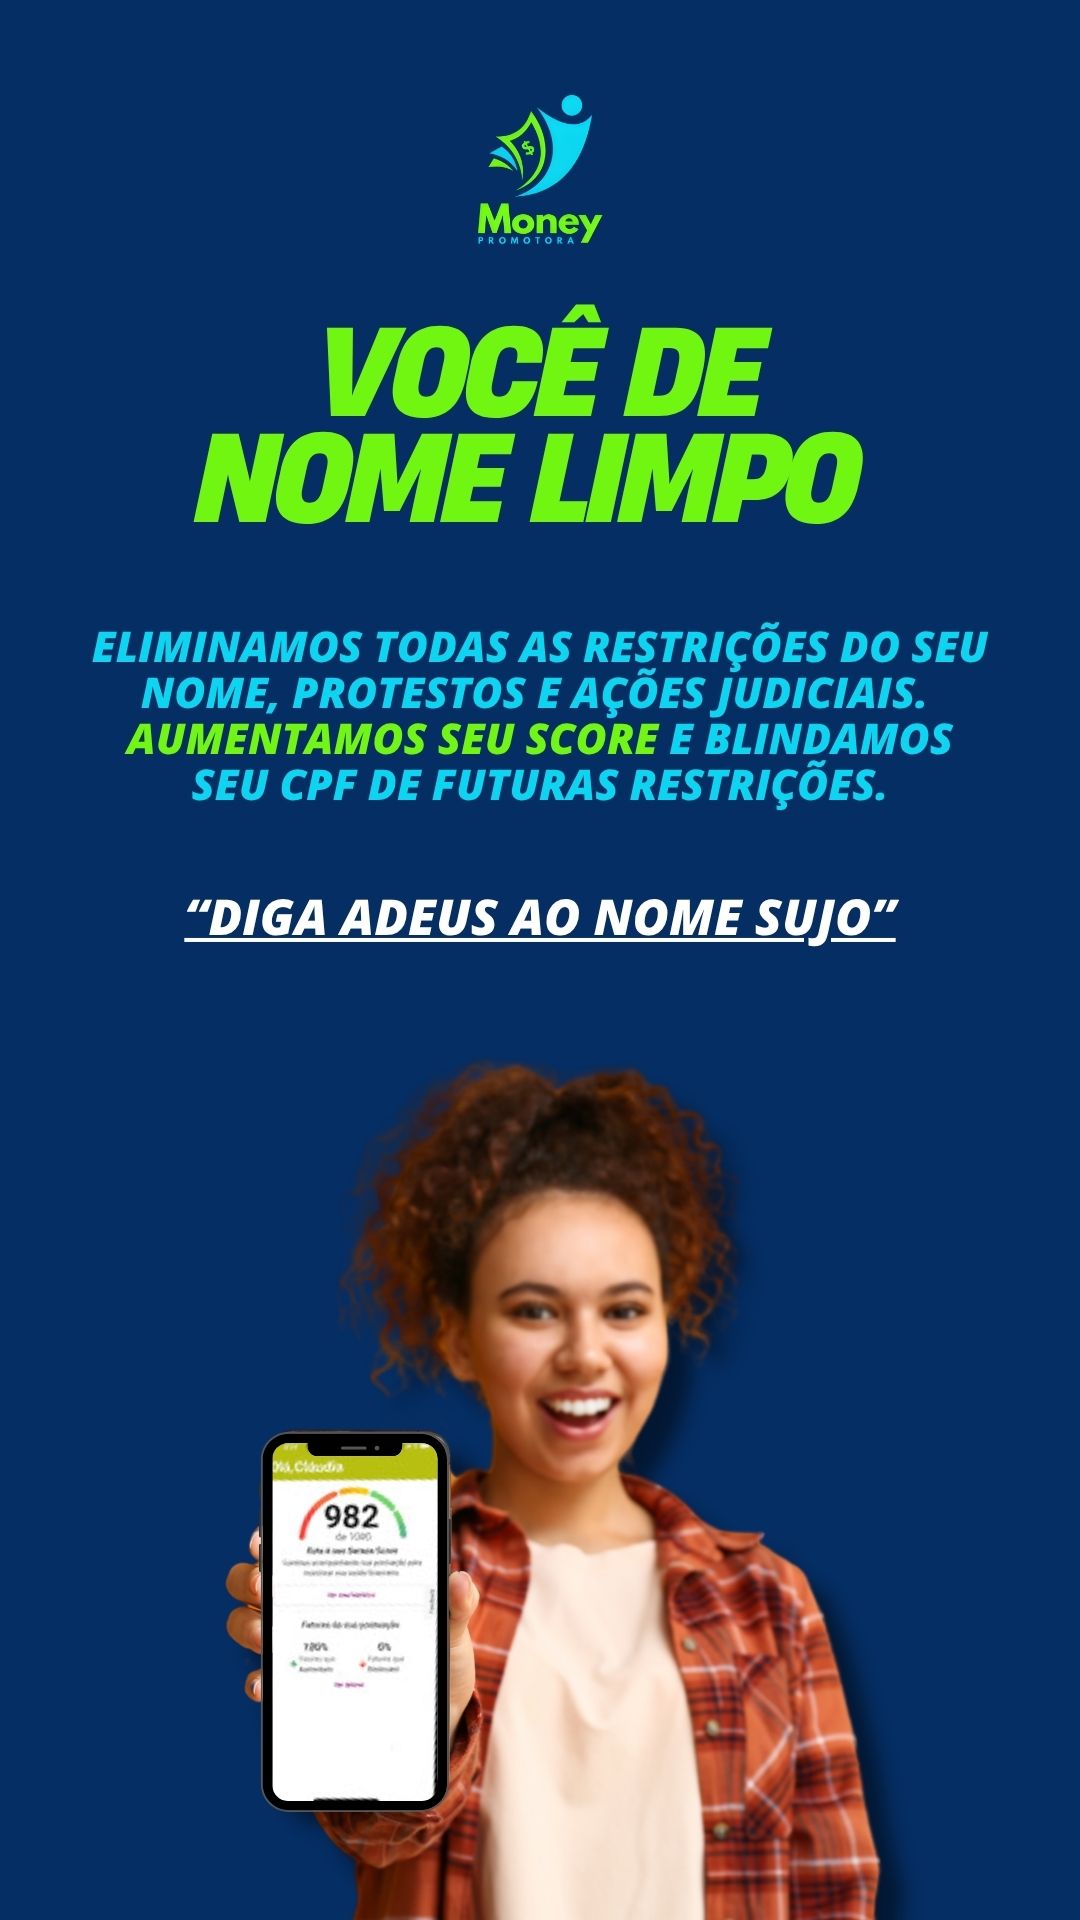 Money
PROMOTORA
VOCÊ DE
NOME LIMPO
ELIMINAMOS TODAS AS RESTRIÇÕES DO SEU
NOME, PROTESTOS E AÇÕES JUDICIAIS.
AUMENTAMOS SEU SCORE E BLINDAMOS
SEU CPF DE FUTURAS RESTRIÇÕES.
“DIGA ADEUS AO NOME SUJO”
Olá, Cláudia
982
de 1000